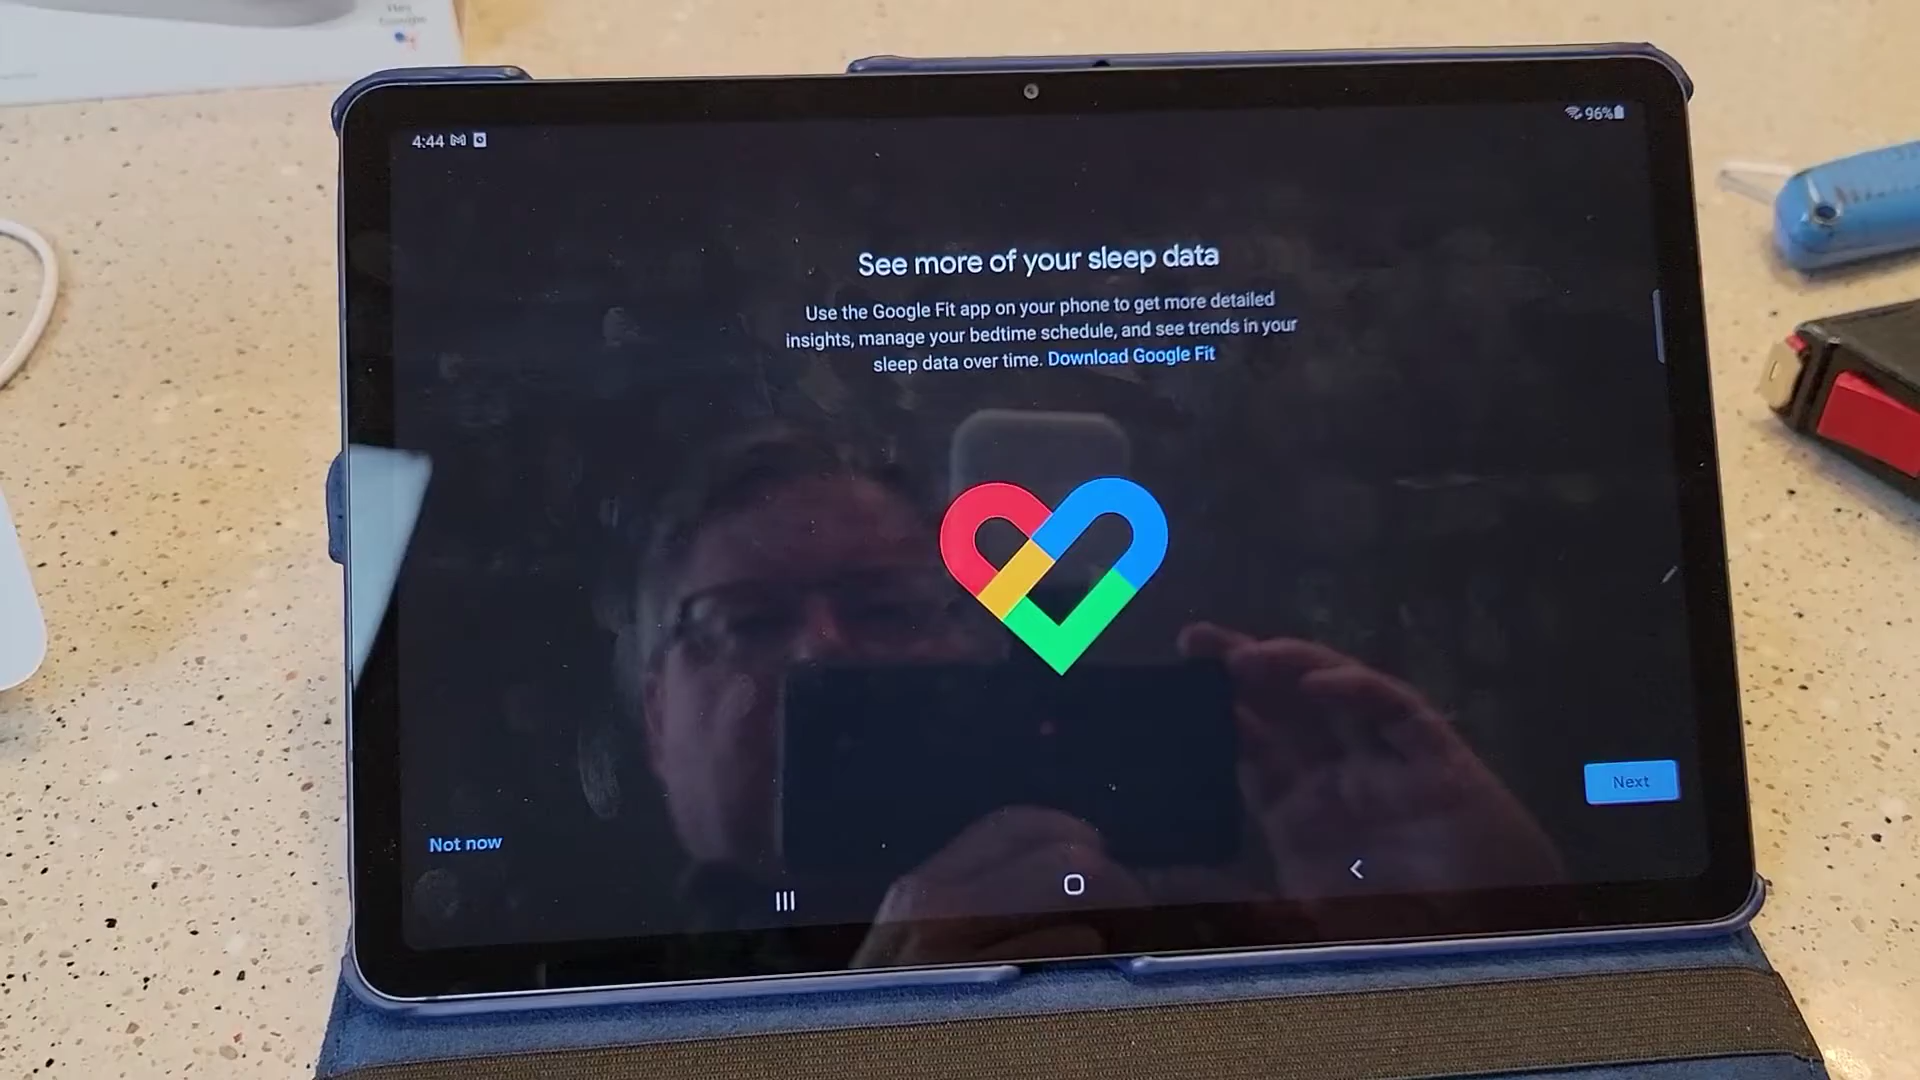 Hey
Google
4:44
96%
See more of your sleep data
Use the Google Fit app on your phone to get more detailed
insights, manage your bedtime schedule, and see trends in your
sleep data over time. Download Google Fit
Next
Not now